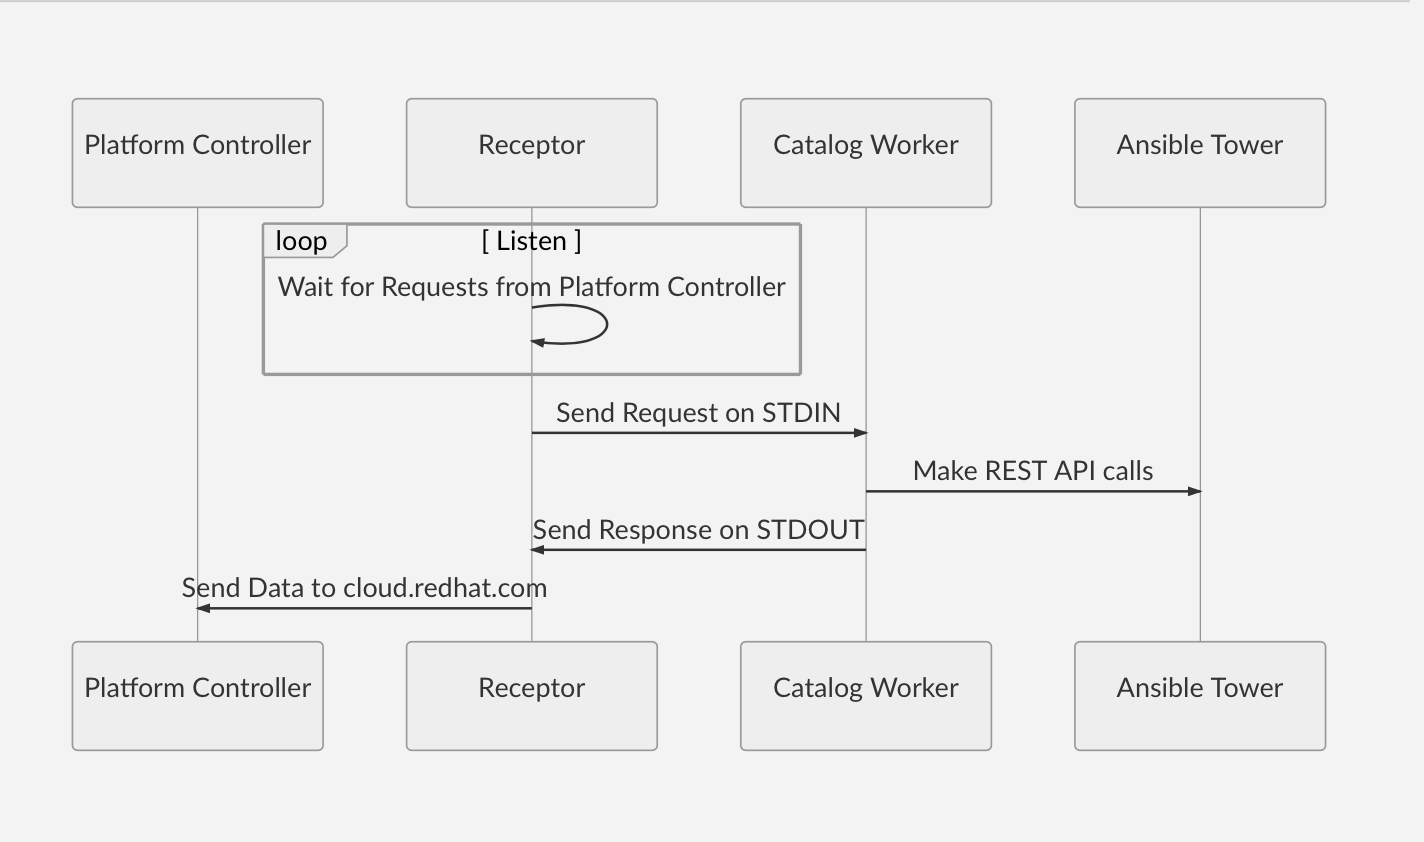 Platform Controller
Receptor
Catalog Worker
Ansible Tower
loop
[ Listen ]
Wait for Requests from Platform Controller
Send Request on STDIN
Make REST API calls
Send Response on STDOUT
Send Data to cloud.redhat.com
Platform Controller
Receptor
Catalog Worker
Ansible Tower